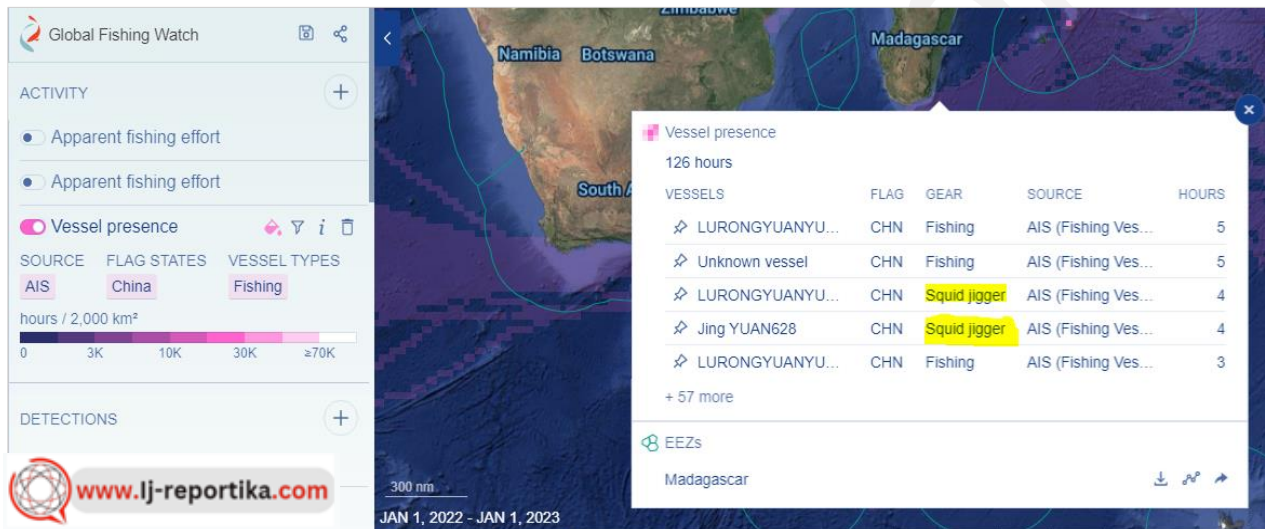 Global Fishing Watch
ACTIVITY
Apparent fishing effort
Apparent fishing effort
Vessel presence
SOURCE FLAG STATES VESSEL TYPES
AIS China Fishing
hours / 2,000 km²
0 3K 10K 30K ≥70K
DETECTIONS
www.lj-reportika.com
Zimbabwe
Namibia Botswana
Madagascar
South A
300 nm
JAN 1, 2022 - JAN 1, 2023
Vessel presence
126 hours
VESSELS FLAG GEAR SOURCE HOURS
LURONGYUANYU... CHN Fishing AIS (Fishing Ves... 5
Unknown vessel CHN Fishing AIS (Fishing Ves... 5
LURONGYUANYU... CHN Squid jigger AIS (Fishing Ves... 4
Jing YUAN628 CHN Squid jigger AIS (Fishing Ves... 4
LURONGYUANYU... CHN Fishing AIS (Fishing Ves... 3
+ 57 more
EEZs
Madagascar